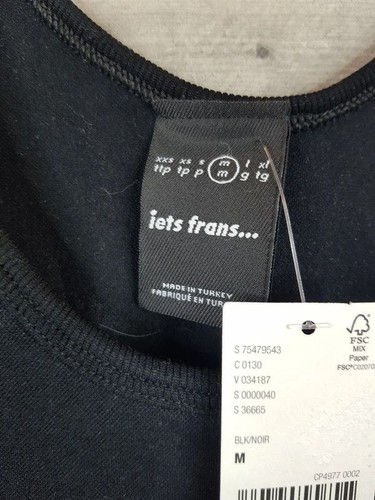 xxs xs s m l xl
ttp tp p m g tg
iets frans...
MADE IN TURKEY
FABRIQUÉ EN
S 75479543
C 0130
V 034187
S 0000040
S 36665
FSC
MIX
Paper
BLK/NOIR
M
CP4977 0002